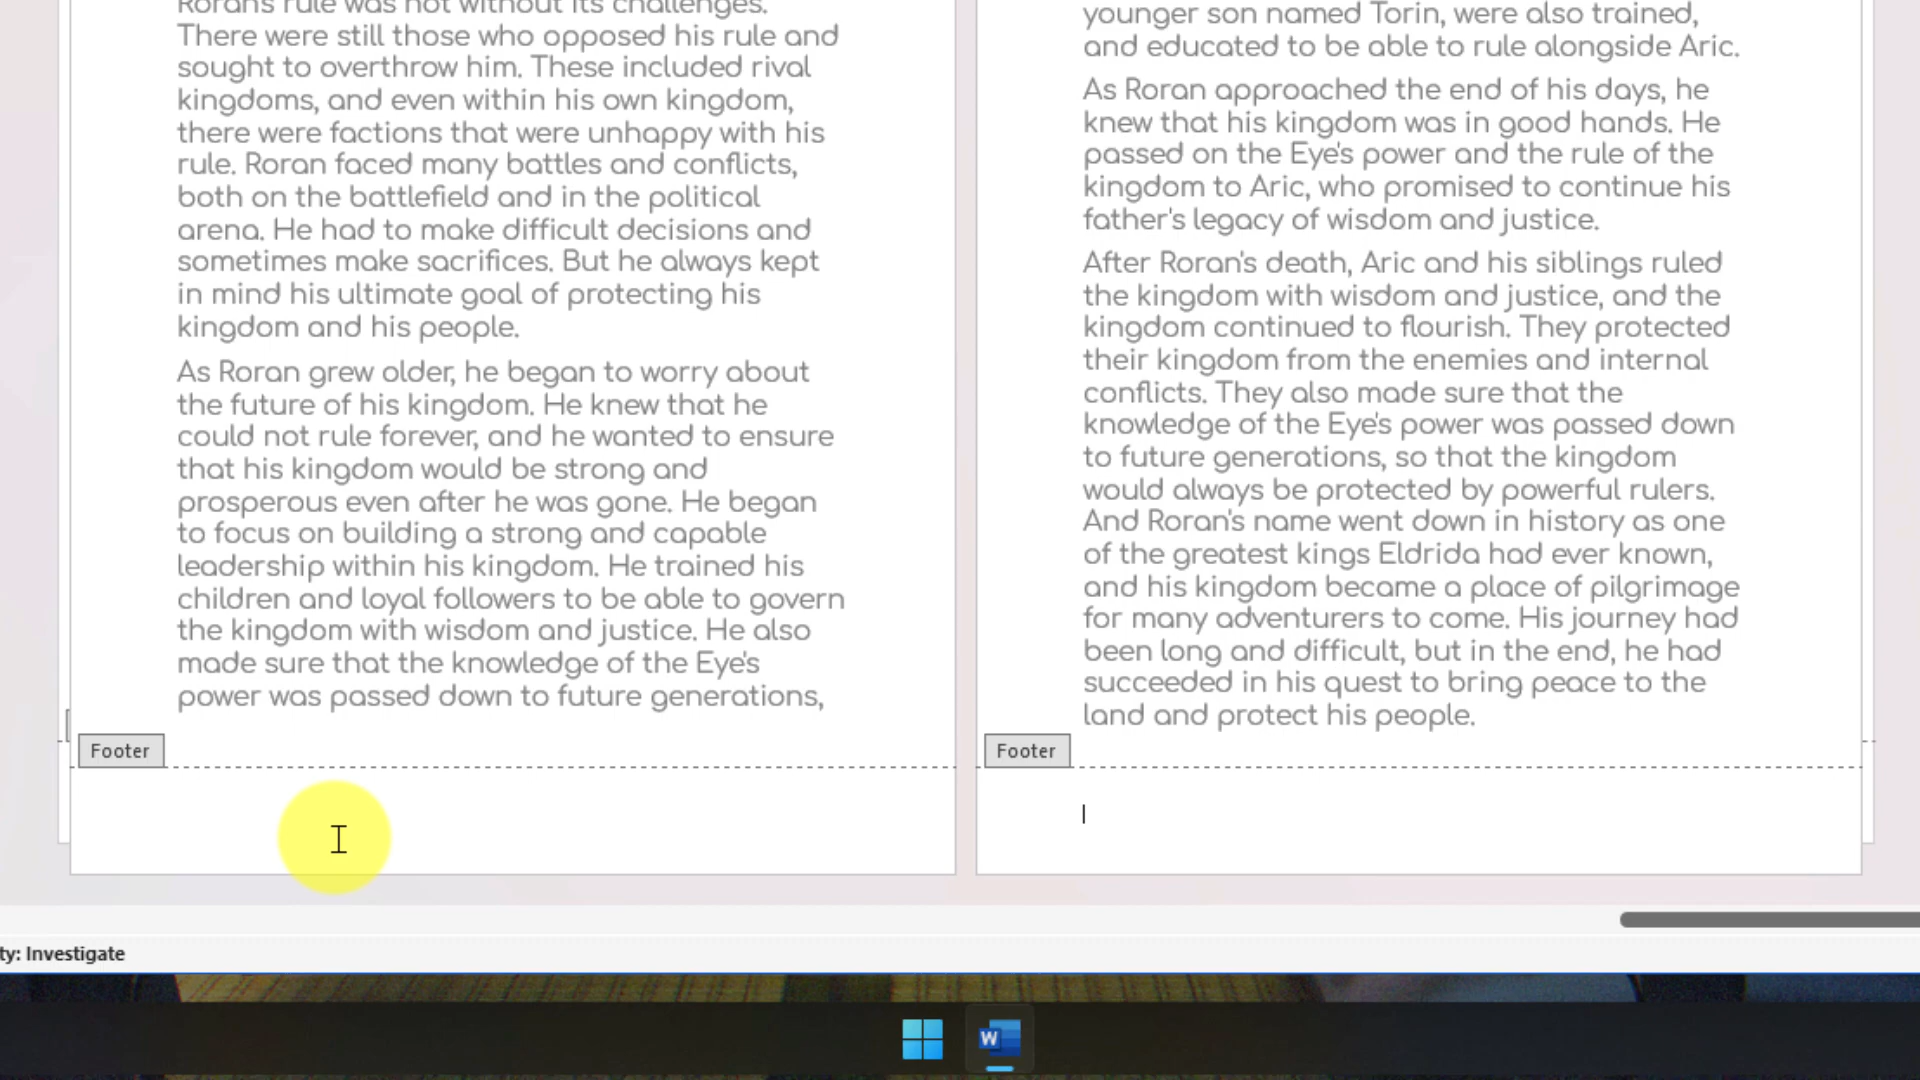 Roran's rule was not without its challenges.
There were still those who opposed his rule and
sought to overthrow him. These included rival
kingdoms, and even within his own kingdom,
there were factions that were unhappy with his
rule. Roran faced many battles and conflicts,
both on the battlefield and in the political
arena. He had to make difficult decisions and
sometimes make sacrifices. But he always kept
in mind his ultimate goal of protecting his
kingdom and his people.
As Roran grew older, he began to worry about
the future of his kingdom. He knew that he
could not rule forever, and he wanted to ensure
that his kingdom would be strong and
prosperous even after he was gone. He began
to focus on building a strong and capable
leadership within his kingdom. He trained his
children and loyal followers to be able to govern
the kingdom with wisdom and justice. He also
made sure that the knowledge of the Eye's
power was passed down to future generations,
Footer
younger son named Torin, were also trained,
and educated to be able to rule alongside Aric.
As Roran approached the end of his days, he
knew that his kingdom was in good hands. He
passed on the Eye's power and the rule of the
kingdom to Aric, who promised to continue his
father's legacy of wisdom and justice.
After Roran's death, Aric and his siblings ruled
the kingdom with wisdom and justice, and the
kingdom continued to flourish. They protected
their kingdom from the enemies and internal
conflicts. They also made sure that the
knowledge of the Eye's power was passed down
to future generations, so that the kingdom
would always be protected by powerful rulers.
And Roran's name went down in history as one
of the greatest kings Eldrida had ever known,
and his kingdom became a place of pilgrimage
for many adventurers to come. His journey had
been long and difficult, but in the end, he had
succeeded in his quest to bring peace to the
land and protect his people.
Footer
ty: Investigate
W